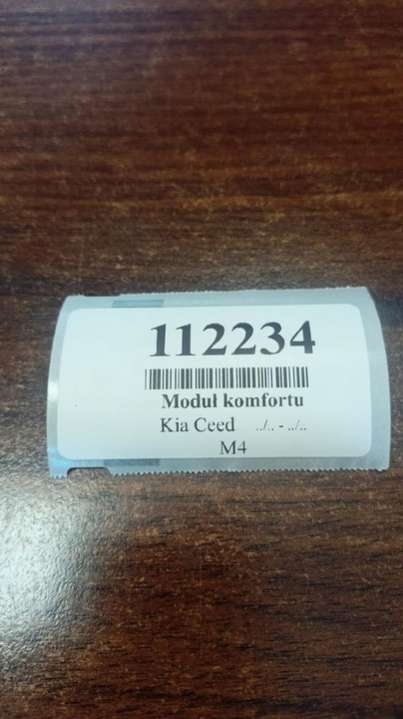 112234
Moduł komfortu
Kia Ceed ../.. - ../..
M4